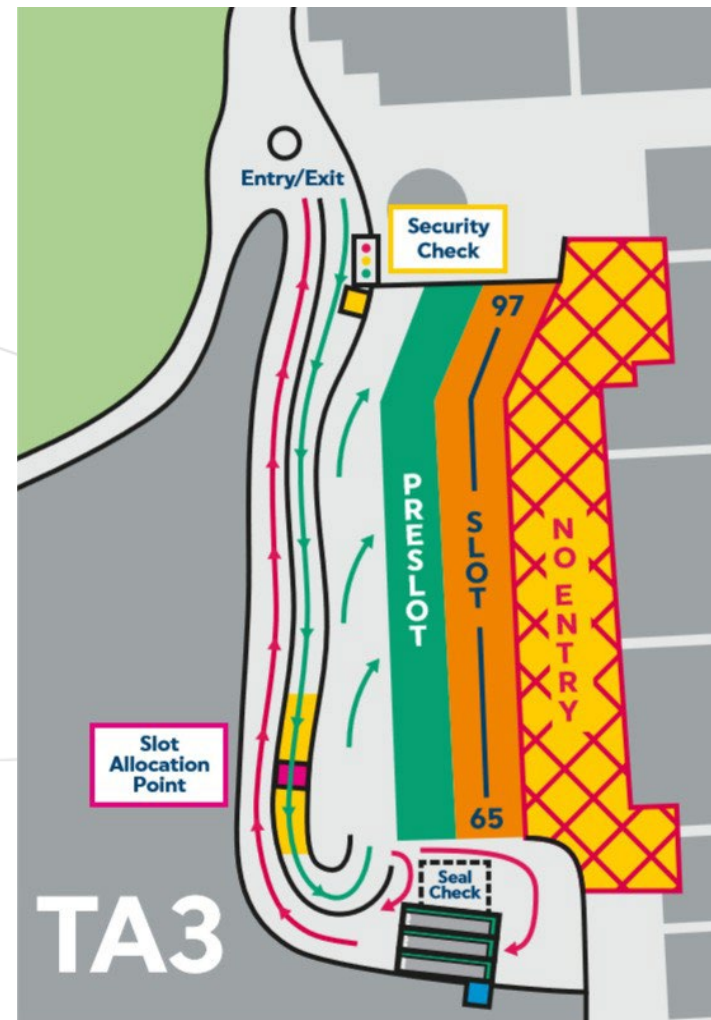 Entry/Exit
Security
Check
97
PRESLOT
SLOT
NO ENTRY
Slot
Allocation
Point
65
Seal
Check
TA3